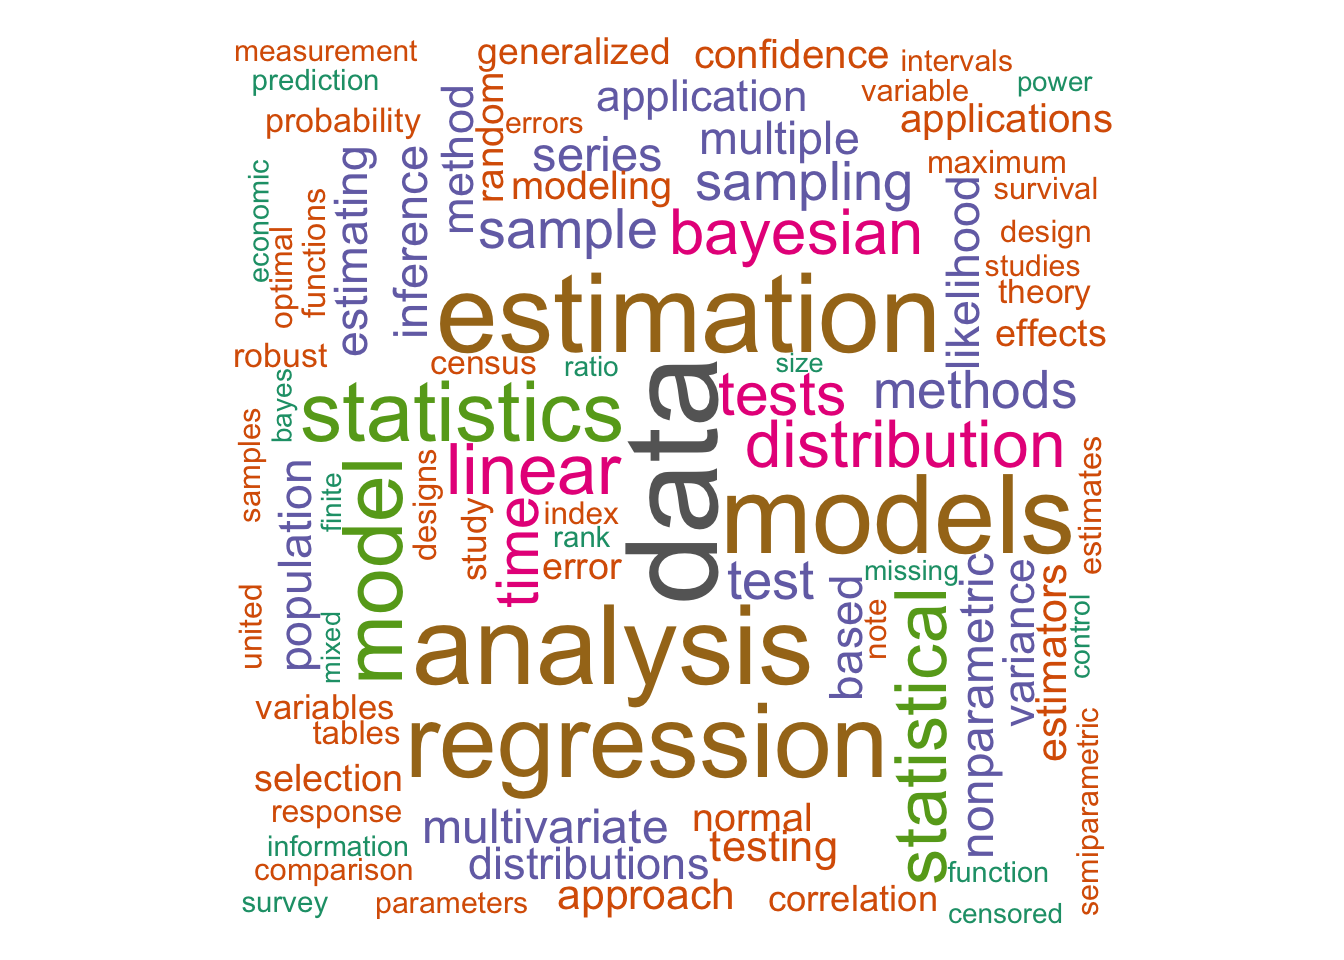 measurement
generalized
confidence
intervals
prediction
power
application
variable
probability
random
method
errors
applications
multiple
series
maximum
economic
estimating
inference
modeling
sampling
survival
optimal
functions
sample
bayesian
likelihood
design
studies
theory
estimation
effects
robust
census
ratio
size
bayes
statistics
data
tests
methods
samples
linear
distribution
estimates
population
finite
model
designs
study
time
index
rank
error
models
test
missing
united
mixed
analysis
based
note
statistical
nonparametric
variance
estimators
control
variables
tables
regression
semiparametric
selection
response
multivariate
normal
testing
information
comparison
distributions
function
survey
parameters
approach
correlation
censored